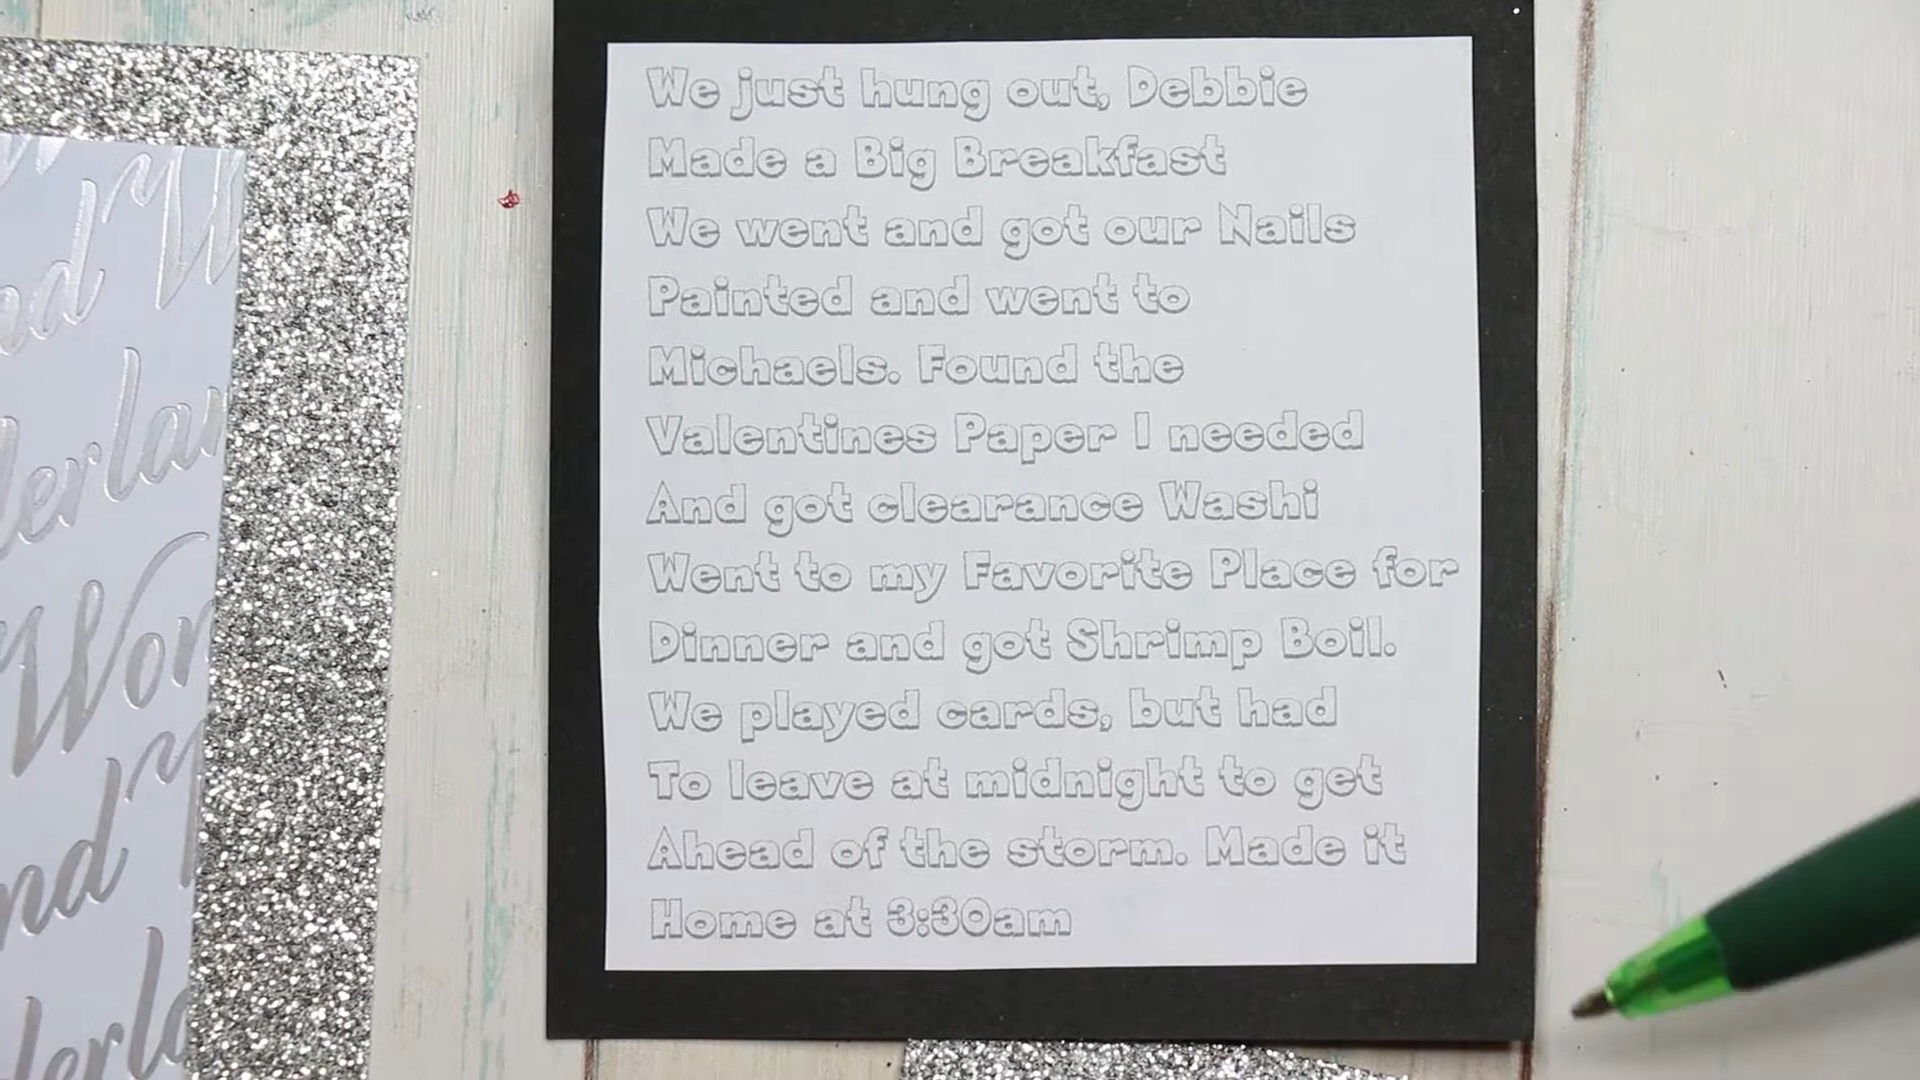 We just hung out, Debbie
Made a Big Breakfast
We went and got our Nails
Painted and went to
Michaels. Found the
Valentines Paper I needed
And got clearance Washi
Went to my Favorite Place for
Dinner and got Shrimp Boil.
We played cards, but had
To leave at midnight to get
Ahead of the storm. Made it
Home at 3:30am